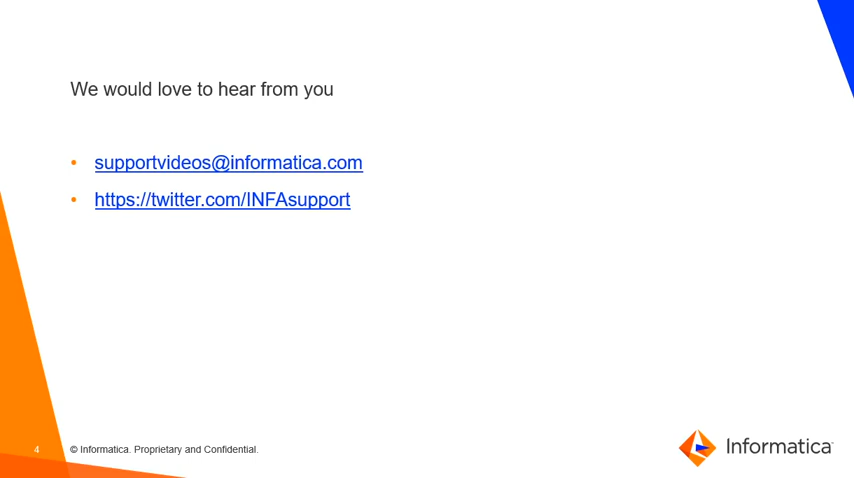 We would love to hear from you
• supportvideos@informatica.com
• https://twitter.com/INFAsupport
4
© Informatica. Proprietary and Confidential.
Informatica